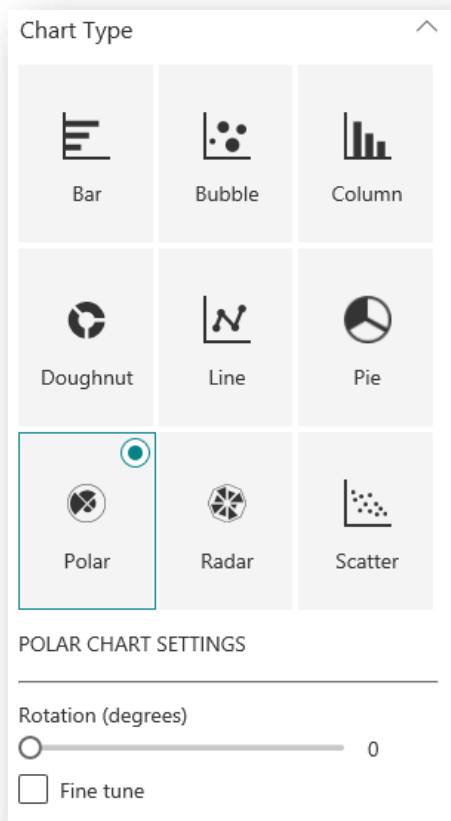 Chart Type
Bar
Bubble
Column
Doughnut
Line
Pie
Polar
Radar
Scatter
POLAR CHART SETTINGS
Rotation (degrees)
0
Fine tune